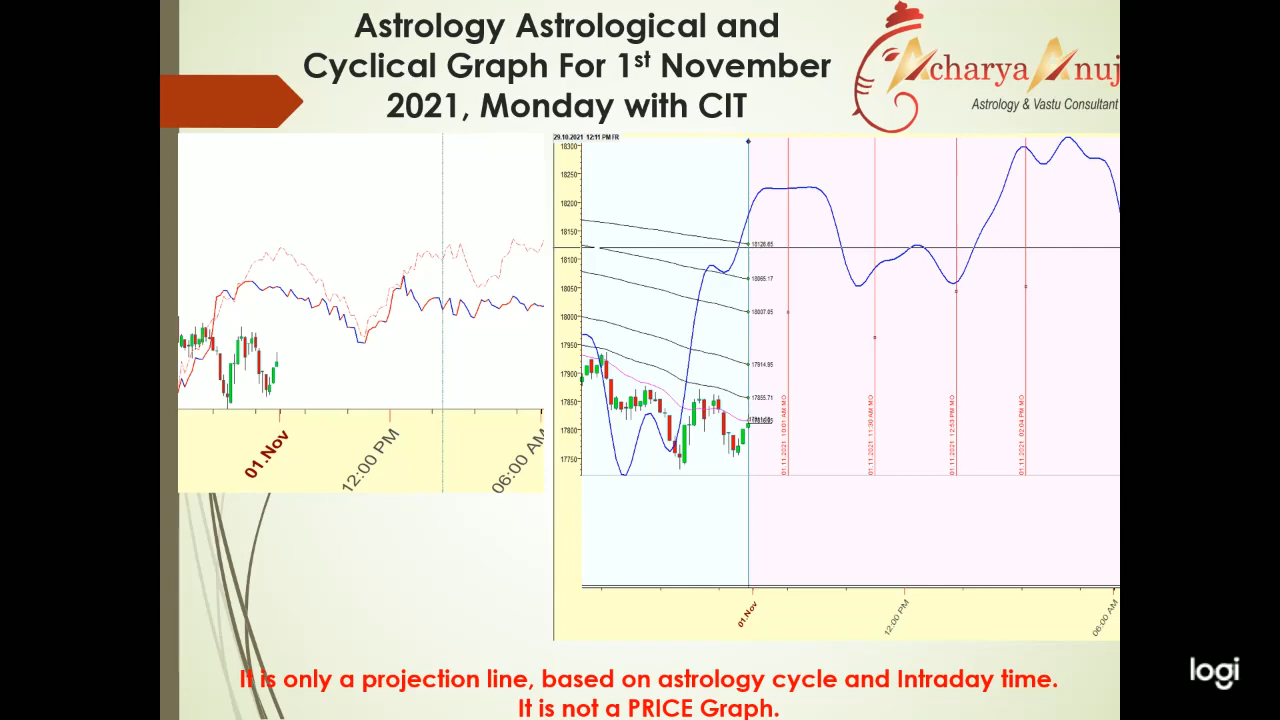 Astrology Astrological and
Cyclical Graph For 1st November
2021, Monday with CIT
Acharya Anuj
Astrology & Vastu Consultant
29.10.2021 12:11 PM FR
18300
18250
18200
18150
18100
18050
18000
17950
17900
17850
17800
17750
18126.65
18065.17
18007.95
17914.95
17855.71
01.11.2021 10:01 AM MO
01.11.2021 11:30 AM MO
01.11.2021 12:53 PM MO
01.11.2021 02:04 PM MO
01.Nov
12:00 PM
06:00 AM
01.Nov
12:00 PM
06:00 AM
It is only a projection line, based on astrology cycle and Intraday time.
It is not a PRICE Graph.
logi